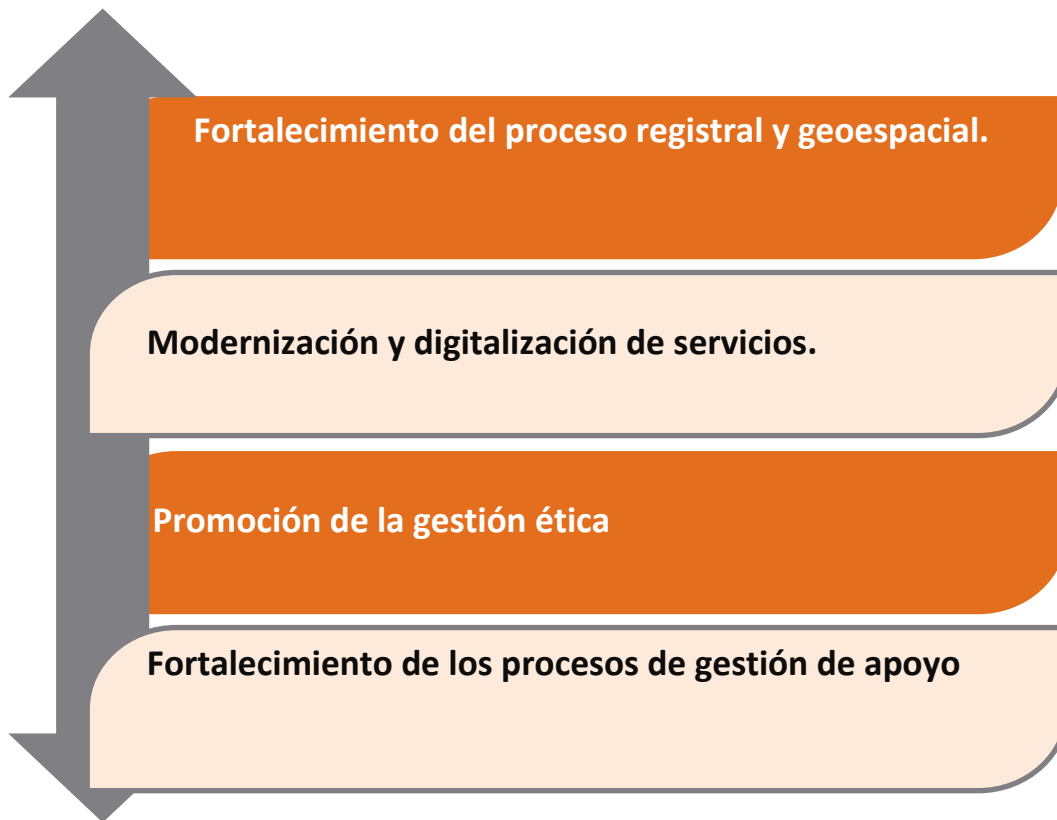 Fortalecimiento del proceso registral y geoespacial.
Modernización y digitalización de servicios.
Promoción de la gestión ética
Fortalecimiento de los procesos de gestión de apoyo